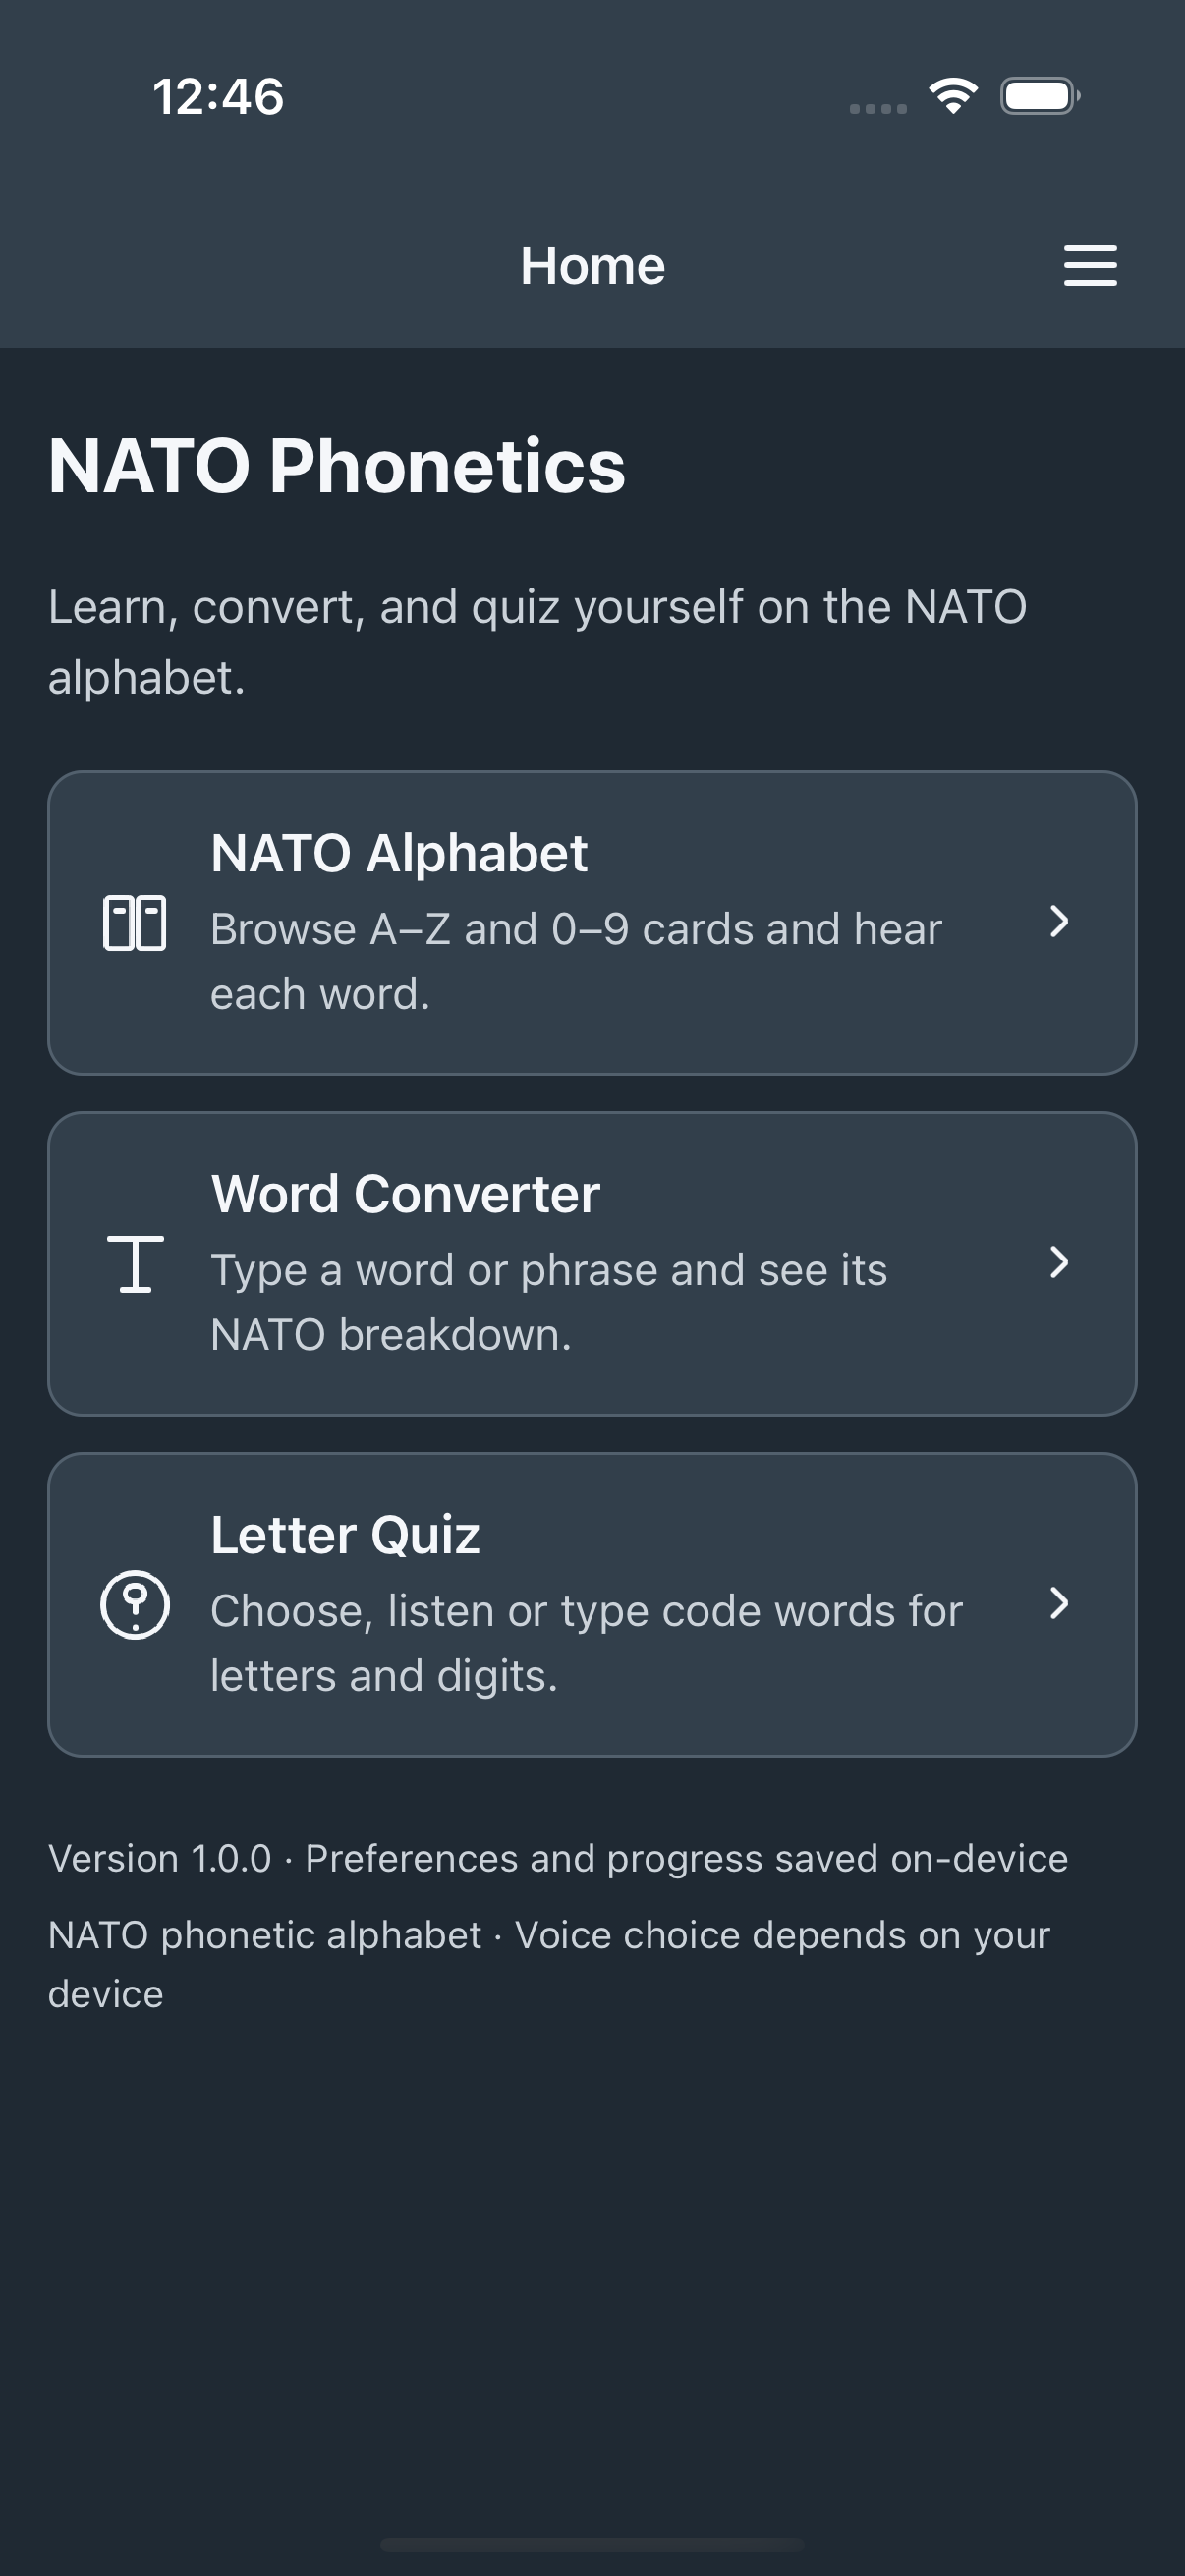 12:46
Home
NATO Phonetics
Learn, convert, and quiz yourself on the NATO
alphabet.
NATO Alphabet
Browse A–Z and 0–9 cards and hear
each word.
Word Converter
Type a word or phrase and see its
NATO breakdown.
Letter Quiz
Choose, listen or type code words for
letters and digits.
Version 1.0.0 · Preferences and progress saved on-device
NATO phonetic alphabet · Voice choice depends on your
device